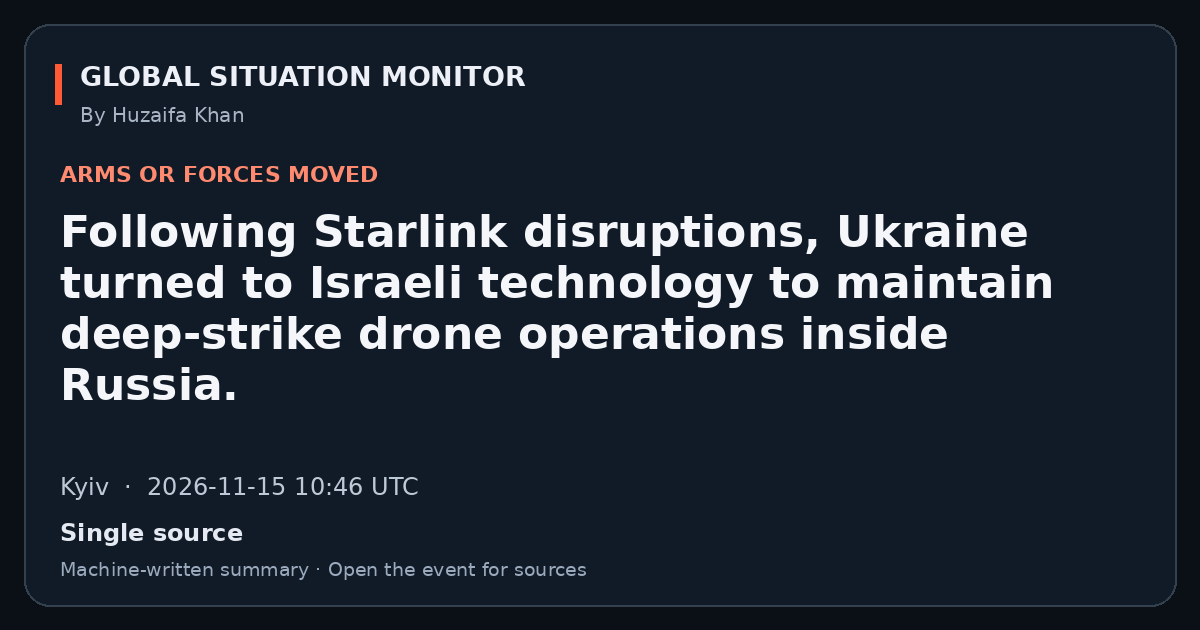 GLOBAL SITUATION MONITOR
By Huzaifa Khan
ARMS OR FORCES MOVED
Following Starlink disruptions, Ukraine
turned to Israeli technology to maintain
deep-strike drone operations inside
Russia.
Kyiv · 2026-11-15 10:46 UTC
Single source
Machine-written summary · Open the event for sources